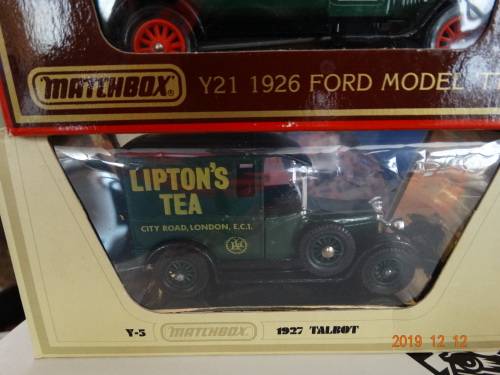 MATCHBOX® Y21 1926 FORD MODEL
LIPTON'S
TEA
CITY ROAD, LONDON, E.C.1.
Y-5 MATCHBOX 1927 TALBOT
2019 12 12